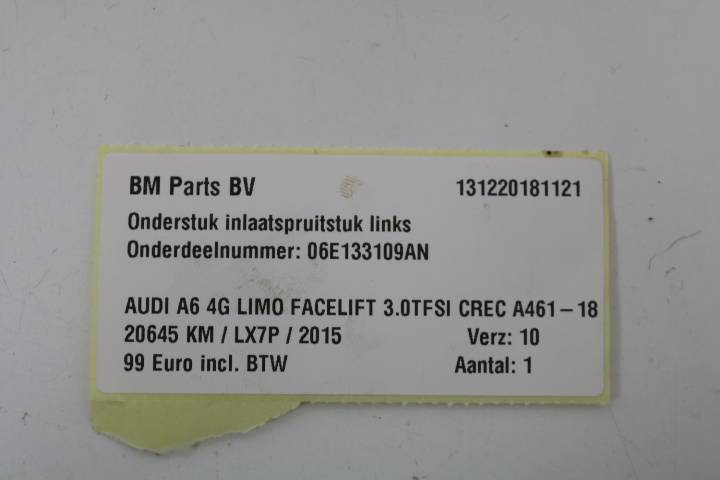 BM Parts BV 131220181121
Onderstuk inlaatspruitstuk links
Onderdeelnummer: 06E133109AN
AUDI A6 4G LIMO FACELIFT 3.0TFSI CREC A461-18
20645 KM / LX7P / 2015 Verz: 10
99 Euro incl. BTW Aantal: 1